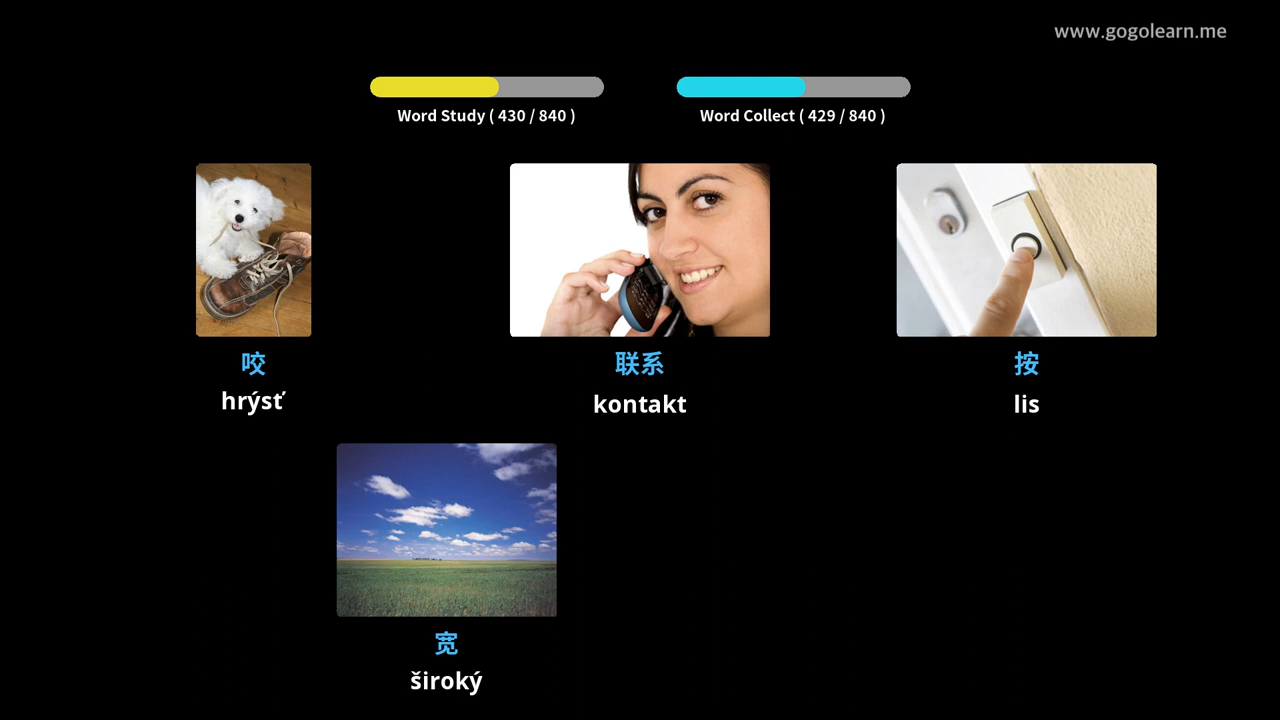 www.gogolearn.me
Word Study ( 430 / 840 )
Word Collect ( 429 / 840 )
咬
hrýsť
联系
kontakt
按
lis
宽
široký